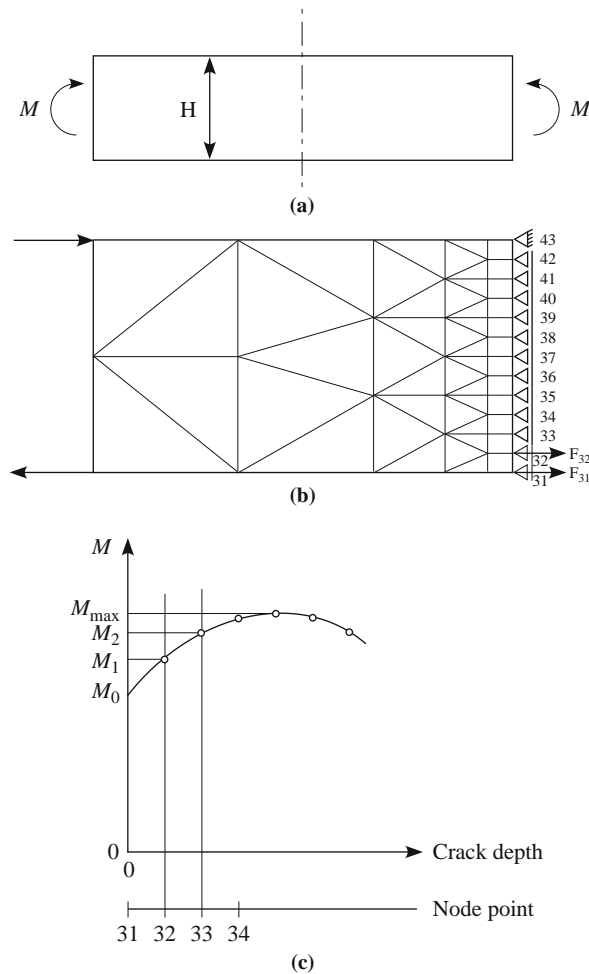 M
H
M
(a)
43
42
41
40
39
38
37
36
35
34
33
F32
32
F31
31
(b)
M
Mmax
M2
M1
M0
0
0
Crack depth
Node point
31 32 33 34
(c)